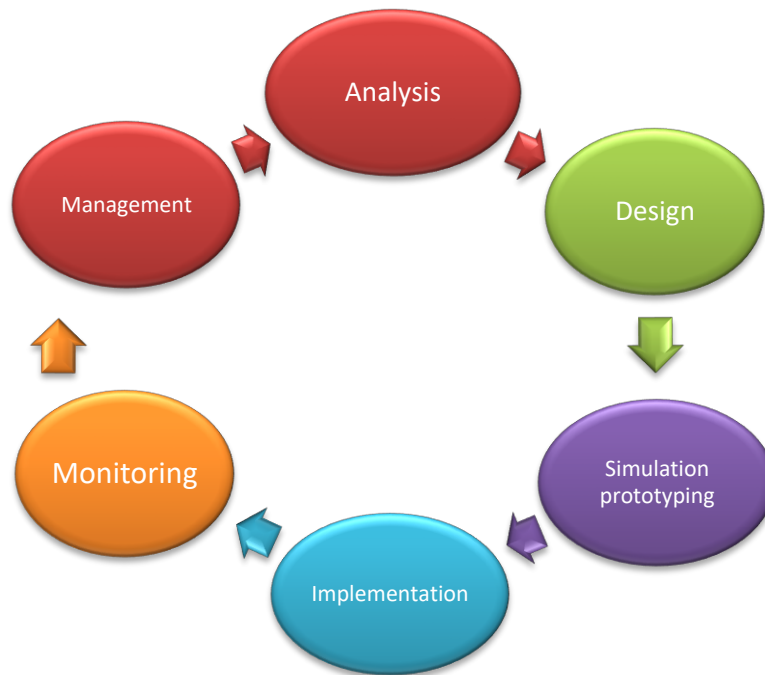 Analysis
Management
Design
Monitoring
Simulation
prototyping
Implementation